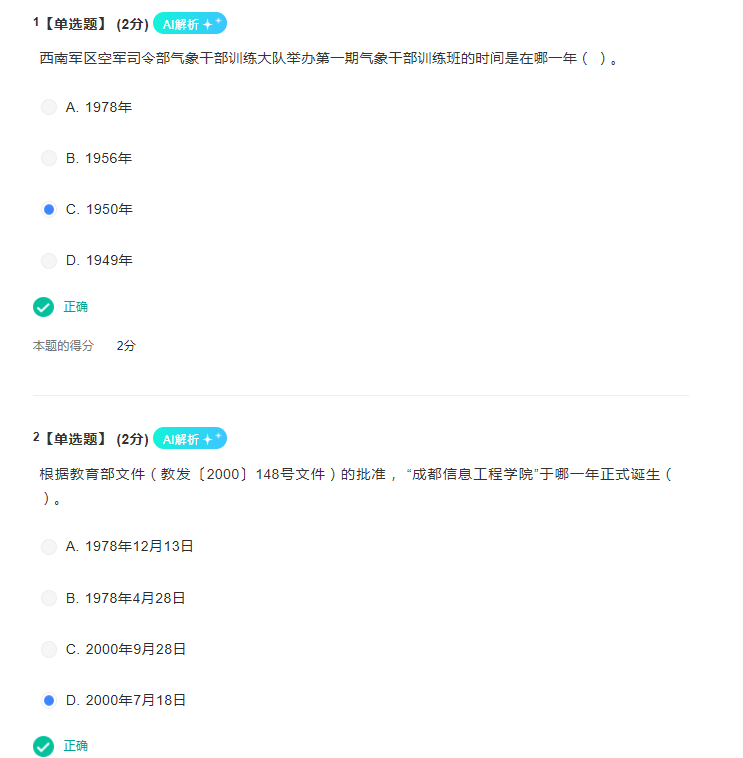 1【单选题】 (2分) AI解析
西南军区空军司令部气象干部训练大队举办第一期气象干部训练班的时间是在哪一年（ ）。
A. 1978年
B. 1956年
C. 1950年
D. 1949年
正确
本题的得分 2分
2【单选题】 (2分) AI解析
根据教育部文件（教发〔2000〕148号文件）的批准，“成都信息工程学院”于哪一年正式诞生（
）。
A. 1978年12月13日
B. 1978年4月28日
C. 2000年9月28日
D. 2000年7月18日
正确